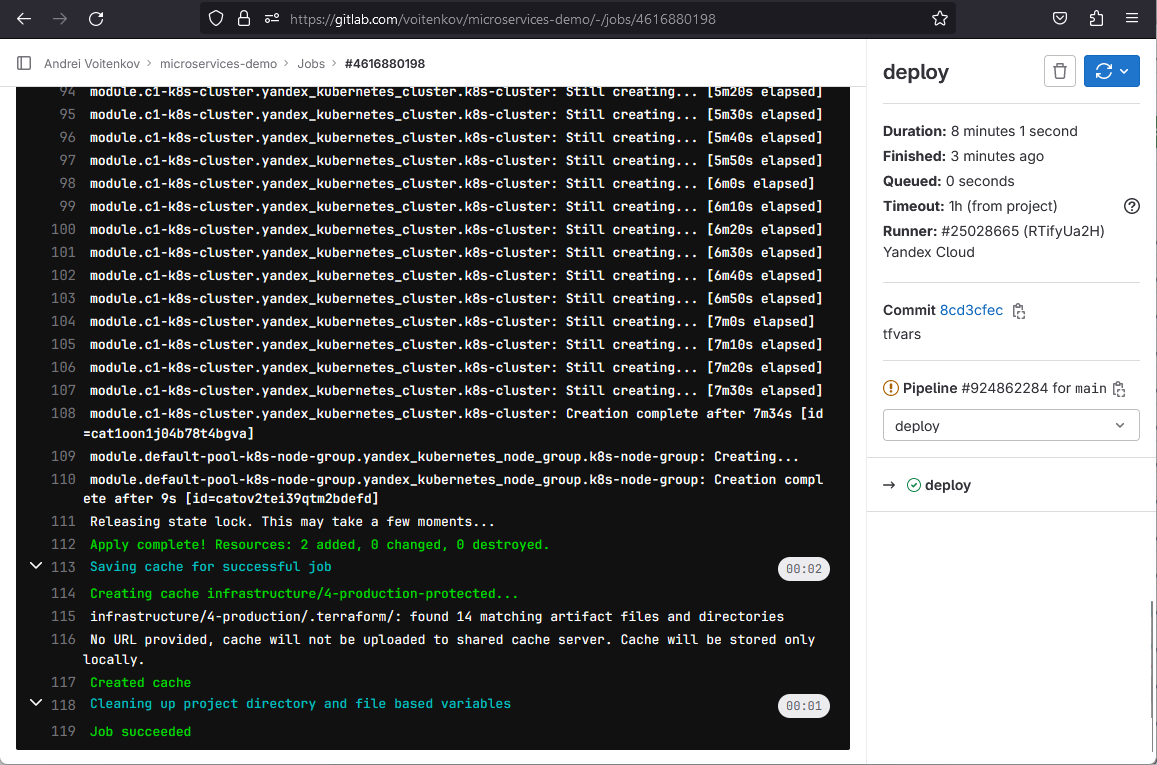 https://gitlab.com/voitenkov/microservices-demo/-/jobs/4616880198
Andrei Voitenkov › microservices-demo › Jobs › #4616880198
94 module.c1-k8s-cluster.yandex_kubernetes_cluster.k8s-cluster: Still creating... [5m20s elapsed]
95 module.c1-k8s-cluster.yandex_kubernetes_cluster.k8s-cluster: Still creating... [5m30s elapsed]
96 module.c1-k8s-cluster.yandex_kubernetes_cluster.k8s-cluster: Still creating... [5m40s elapsed]
97 module.c1-k8s-cluster.yandex_kubernetes_cluster.k8s-cluster: Still creating... [5m50s elapsed]
98 module.c1-k8s-cluster.yandex_kubernetes_cluster.k8s-cluster: Still creating... [6m0s elapsed]
99 module.c1-k8s-cluster.yandex_kubernetes_cluster.k8s-cluster: Still creating... [6m10s elapsed]
100 module.c1-k8s-cluster.yandex_kubernetes_cluster.k8s-cluster: Still creating... [6m20s elapsed]
101 module.c1-k8s-cluster.yandex_kubernetes_cluster.k8s-cluster: Still creating... [6m30s elapsed]
102 module.c1-k8s-cluster.yandex_kubernetes_cluster.k8s-cluster: Still creating... [6m40s elapsed]
103 module.c1-k8s-cluster.yandex_kubernetes_cluster.k8s-cluster: Still creating... [6m50s elapsed]
104 module.c1-k8s-cluster.yandex_kubernetes_cluster.k8s-cluster: Still creating... [7m0s elapsed]
105 module.c1-k8s-cluster.yandex_kubernetes_cluster.k8s-cluster: Still creating... [7m10s elapsed]
106 module.c1-k8s-cluster.yandex_kubernetes_cluster.k8s-cluster: Still creating... [7m20s elapsed]
107 module.c1-k8s-cluster.yandex_kubernetes_cluster.k8s-cluster: Still creating... [7m30s elapsed]
108 module.c1-k8s-cluster.yandex_kubernetes_cluster.k8s-cluster: Creation complete after 7m34s [id
=cat1oon1j04b78t4bgva]
109 module.default-pool-k8s-node-group.yandex_kubernetes_node_group.k8s-node-group: Creating...
110 module.default-pool-k8s-node-group.yandex_kubernetes_node_group.k8s-node-group: Creation compl
ete after 9s [id=catov2tei39qtm2bdefd]
111 Releasing state lock. This may take a few moments...
112 Apply complete! Resources: 2 added, 0 changed, 0 destroyed.
113 Saving cache for successful job 00:02
114 Creating cache infrastructure/4-production-protected...
115 infrastructure/4-production/.terraform/: found 14 matching artifact files and directories
116 No URL provided, cache will not be uploaded to shared cache server. Cache will be stored only
locally.
117 Created cache
118 Cleaning up project directory and file based variables 00:01
119 Job succeeded
deploy
Duration: 8 minutes 1 second
Finished: 3 minutes ago
Queued: 0 seconds
Timeout: 1h (from project)
Runner: #25028665 (RTifyUa2H)
Yandex Cloud
Commit 8cd3cfec
tfvars
Pipeline #924862284 for main
deploy
→ deploy